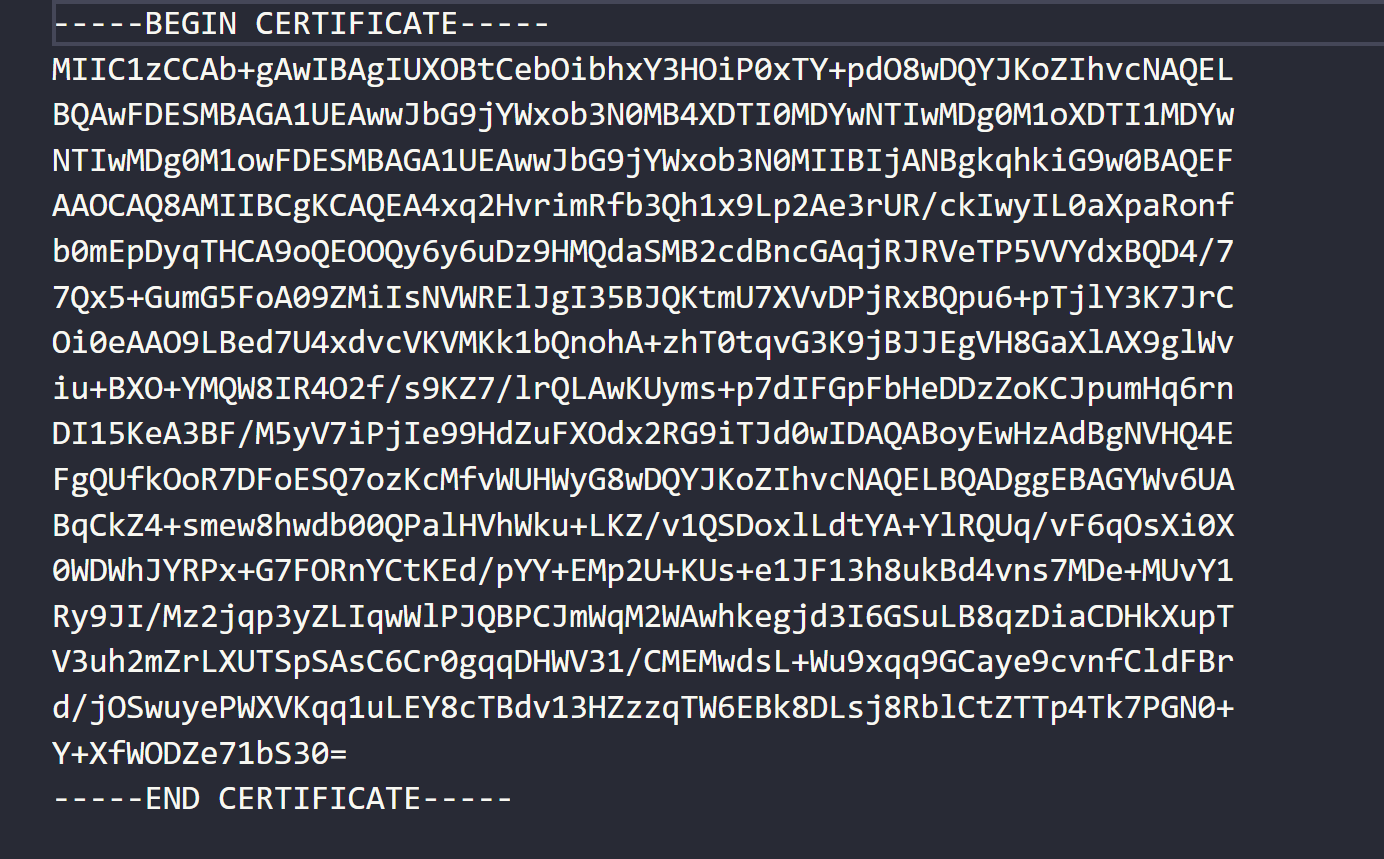 -----BEGIN CERTIFICATE-----
MIIC1zCCAb+gAwIBAgIUXOBtCebOibhxY3HOiP0xTY+pdO8wDQYJKoZIhvcNAQEL
BQAwFDESMBAGA1UEAwwJbG9jYWxob3N0MB4XDTI0MDYwNTIwMDg0M1oXDTI1MDYw
NTIwMDg0M1owFDESMBAGA1UEAwwJbG9jYWxob3N0MIIBIjANBgkqhkiG9w0BAQEF
AAOCAQ8AMIIBCgKCAQEA4xq2HvrimRfb3Qh1x9Lp2Ae3rUR/ckIwyIL0aXpaRonf
b0mEpDyqTHCA9oQEOOQy6y6uDz9HMQdaSMB2cdBncGAqjRJRVeTP5VVYdxBQD4/7
7Qx5+GumG5FoA09ZMiIsNVWRElJgI35BJQKtmU7XVvDPjRxBQpu6+pTjlY3K7JrC
Oi0eAAO9LBed7U4xdvcVKVMKk1bQnohA+zhT0tqvG3K9jBJJEgVH8GaXlAX9glWv
iu+BXO+YMQW8IR4O2f/s9KZ7/lrQLAwKUyms+p7dIFGpFbHeDDzZoKCJpumHq6rn
DI15KeA3BF/M5yV7iPjIe99HdZuFXOdx2RG9iTJd0wIDAQABoyEwHzAdBgNVHQ4E
FgQUfkOoR7DFoESQ7ozKcMfvWUHWyG8wDQYJKoZIhvcNAQELBQADggEBAGYWv6UA
BqCkZ4+smew8hwdb00QPalHVhWku+LKZ/v1QSDoxlLdtYA+YlRQUq/vF6qOsXi0X
0WDWhJYRPx+G7FORnYCtKEd/pYY+EMp2U+KUs+e1JF13h8ukBd4vns7MDe+MUvY1
Ry9JI/Mz2jqp3yZLIqwWlPJQBPCJmWqM2WAwhkegjd3I6GSuLB8qzDiaCDHkXupT
V3uh2mZrLXUTSpSAsC6Cr0gqqDHWV31/CMEMwdsL+Wu9xqq9GCaye9cvnfCldFBr
d/jOSwuyePWXVKqq1uLEY8cTBdv13HZzzqTW6EBk8DLsj8RblCtZTTp4Tk7PGN0+
Y+XfWODZe71bS30=
-----END CERTIFICATE-----